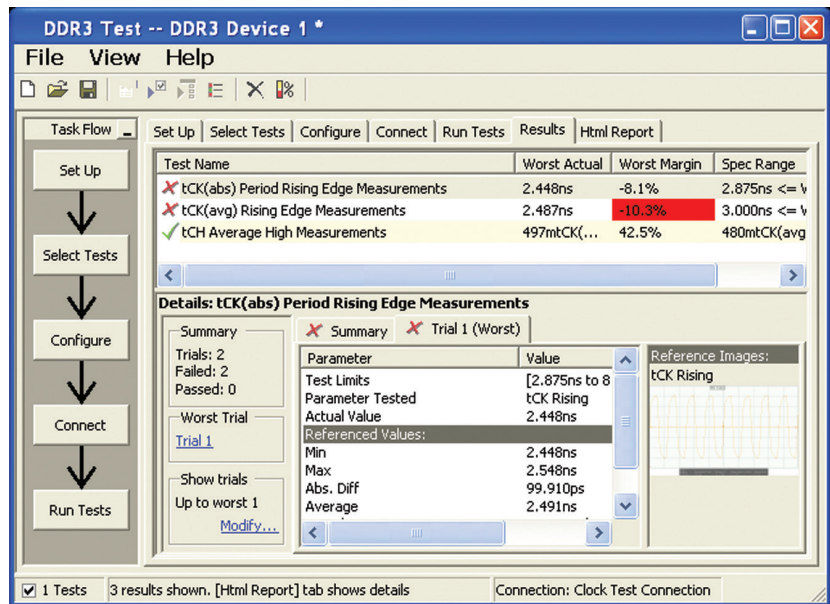 DDR3 Test -- DDR3 Device 1 *
File View Help
Task Flow
Set Up
Select Tests
Configure
Connect
Run Tests
Set Up Select Tests Configure Connect Run Tests Results Html Report
Test Name Worst Actual Worst Margin Spec Range
tCK(abs) Period Rising Edge Measurements 2.448ns -8.1% 2.875ns <=
tCK(avg) Rising Edge Measurements 2.487ns -10.3% 3.000ns <=
tCH Average High Measurements 497mtCK(... 42.5% 480mtCK(avg
Details: tCK(abs) Period Rising Edge Measurements
Summary
Trials: 2
Failed: 2
Passed: 0
Worst Trial
Trial 1
Show trials
Up to worst 1
Modify...
Summary Trial 1 (Worst)
Parameter Value
Test Limits [2.875ns to 8
Parameter Tested tCK Rising
Actual Value 2.448ns
Referenced Values:
Min 2.448ns
Max 2.548ns
Abs. Diff 99.910ps
Average 2.491ns
Reference Images:
tCK Rising
1 Tests 3 results shown. [Html Report] tab shows details Connection: Clock Test Connection